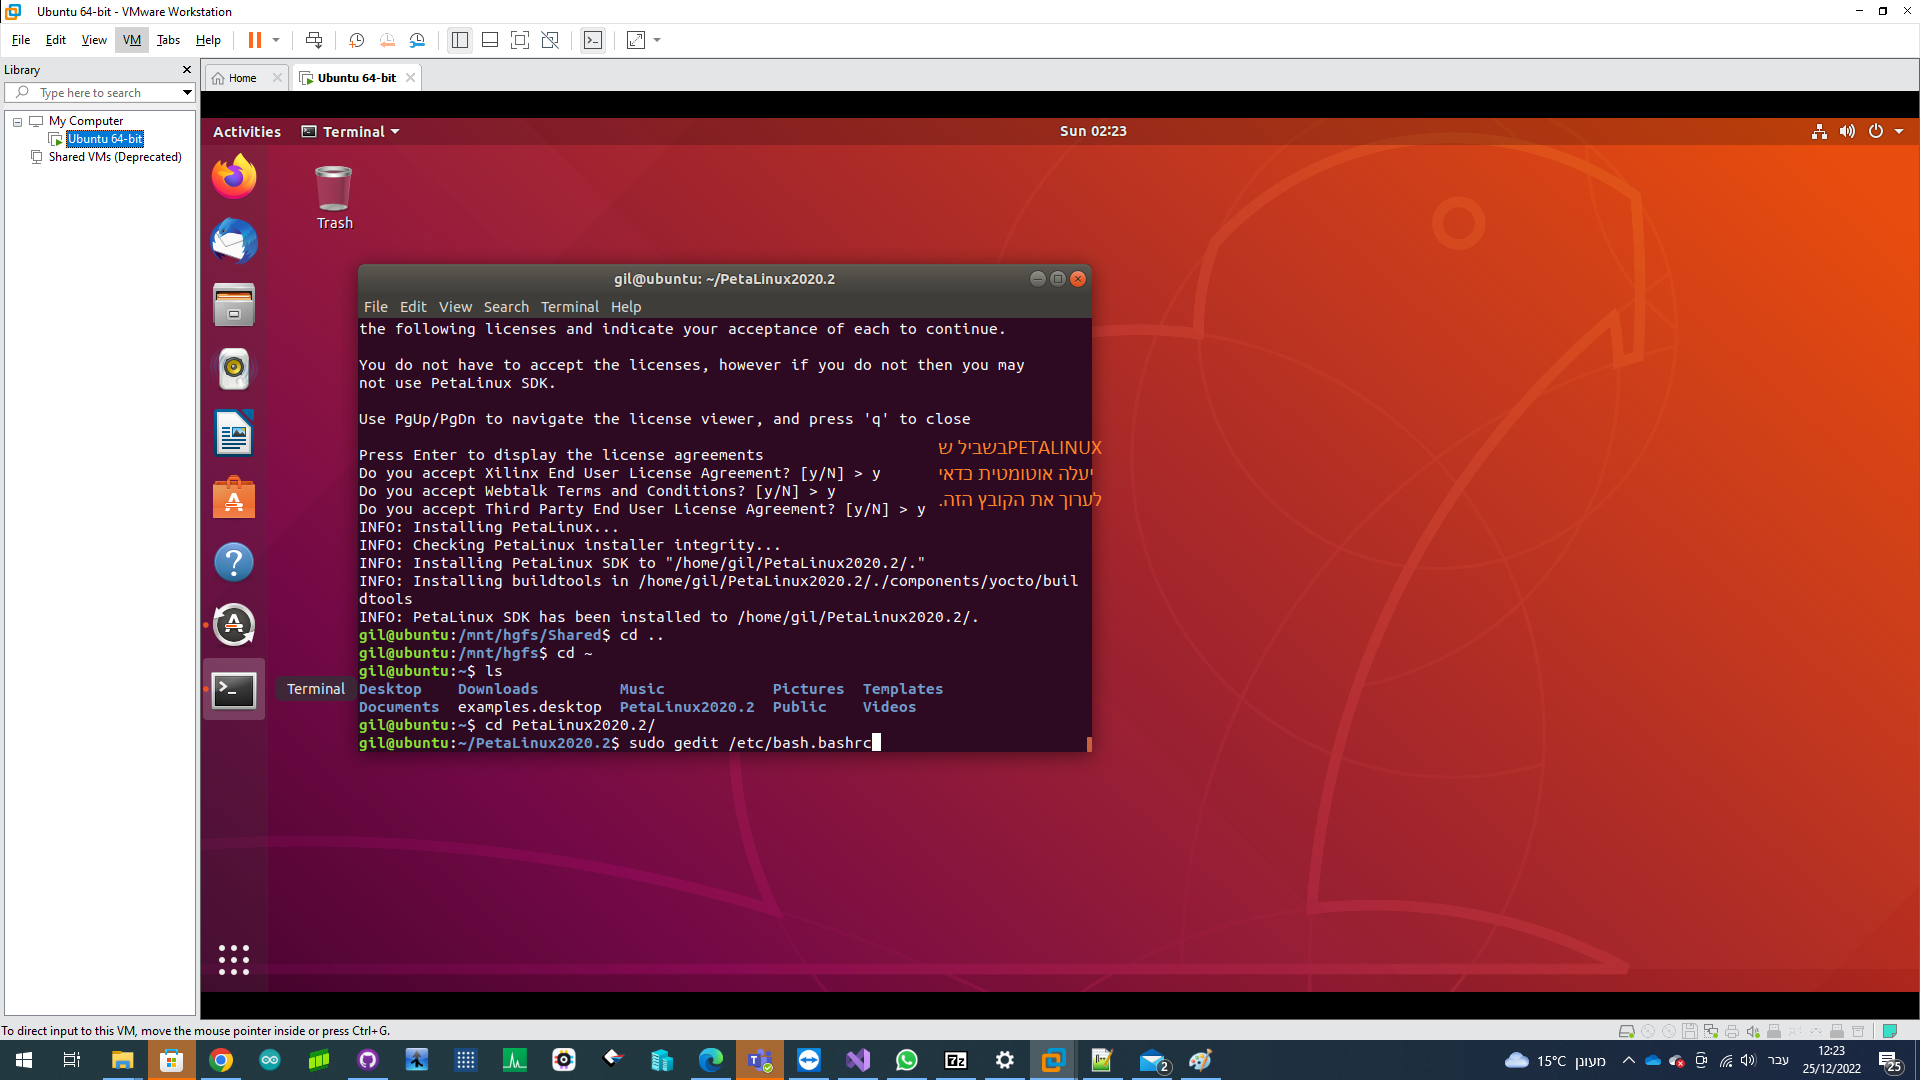 Ubuntu 64-bit - VMware Workstation
File Edit View VM Tabs Help
Library
Type here to search
My Computer
Ubuntu 64-bit
Shared VMs (Deprecated)
Home
Ubuntu 64-bit
Activities
Terminal
Sun 02:23
Trash
gil@ubuntu: ~/PetaLinux2020.2
File Edit View Search Terminal Help
the following licenses and indicate your acceptance of each to continue.
You do not have to accept the licenses, however if you do not then you may
not use PetaLinux SDK.
Use PgUp/PgDn to navigate the license viewer, and press 'q' to close
Press Enter to display the license agreements
Do you accept Xilinx End User License Agreement? [y/N] > y
Do you accept Webtalk Terms and Conditions? [y/N] > y
Do you accept Third Party End User License Agreement? [y/N] > y
INFO: Installing PetaLinux...
INFO: Checking PetaLinux installer integrity...
INFO: Installing PetaLinux SDK to "/home/gil/PetaLinux2020.2/."
INFO: Installing buildtools in /home/gil/PetaLinux2020.2/./components/yocto/buil
dtools
INFO: PetaLinux SDK has been installed to /home/gil/PetaLinux2020.2/.
gil@ubuntu:/mnt/hgfs/Shared$ cd ..
gil@ubuntu:/mnt/hgfs$ cd ~
gil@ubuntu:~$ ls
Desktop Downloads Music Pictures Templates
Documents examples.desktop PetaLinux2020.2 Public Videos
gil@ubuntu:~$ cd PetaLinux2020.2/
gil@ubuntu:~/PetaLinux2020.2$ sudo gedit /etc/bash.bashrc
בשביל שPETALINUX
יעלה אוטומטית כדאי
לערוך את הקובץ הזה.
Terminal
To direct input to this VM, move the mouse pointer inside or press Ctrl+G.
15°C מעונן
עבר
12:23
25/12/2022
2
25
7z